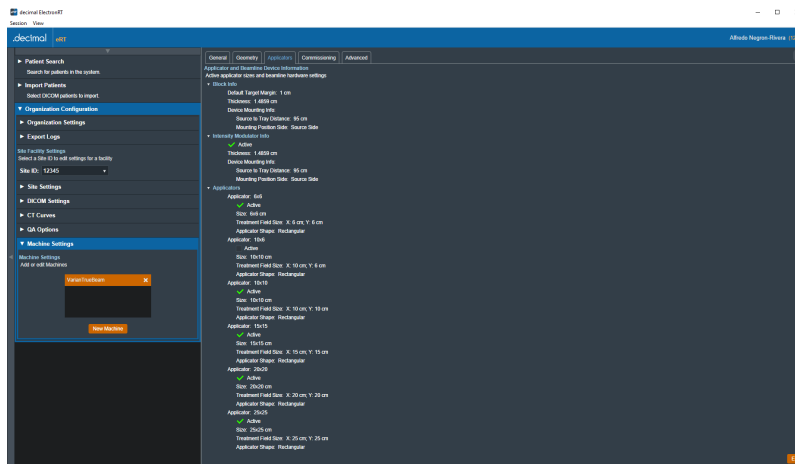 decimal ElectronRT
Session View
.decimal eRT
Alfredo Negron-Rivera
Patient Search
Search for patients in the system.
Import Patients
Select DICOM patients to import.
Organization Configuration
Organization Settings
Export Logs
Site Facility Settings
Select a Site ID to edit settings for a facility
Site ID: 12345
Site Settings
DICOM Settings
CT Curves
QA Options
Machine Settings
Machine Settings
Add or edit Machines
VarianTrueBeam
New Machine
General Geometry Applicators Commissioning Advanced
Applicator and Beamline Device Information
Active applicator sizes and beamline hardware settings
Block Info
Default Target Margin: 1 cm
Thickness: 1.4859 cm
Device Mounting Info:
Source to Tray Distance: 95 cm
Mounting Position Side: Source Side
Intensity Modulator Info
Active
Thickness: 1.4859 cm
Device Mounting Info:
Source to Tray Distance: 95 cm
Mounting Position Side: Source Side
Applicators
Applicator: 6x6
Active
Size: 6x6 cm
Treatment Field Size: X: 6 cm; Y: 6 cm
Applicator Shape: Rectangular
Applicator: 10x6
Active
Size: 10x10 cm
Treatment Field Size: X: 10 cm; Y: 6 cm
Applicator Shape: Rectangular
Applicator: 10x10
Active
Size: 10x10 cm
Treatment Field Size: X: 10 cm; Y: 10 cm
Applicator Shape: Rectangular
Applicator: 15x15
Active
Size: 15x15 cm
Treatment Field Size: X: 15 cm; Y: 15 cm
Applicator Shape: Rectangular
Applicator: 20x20
Active
Size: 20x20 cm
Treatment Field Size: X: 20 cm; Y: 20 cm
Applicator Shape: Rectangular
Applicator: 25x25
Active
Size: 25x25 cm
Treatment Field Size: X: 25 cm; Y: 25 cm
Applicator Shape: Rectangular